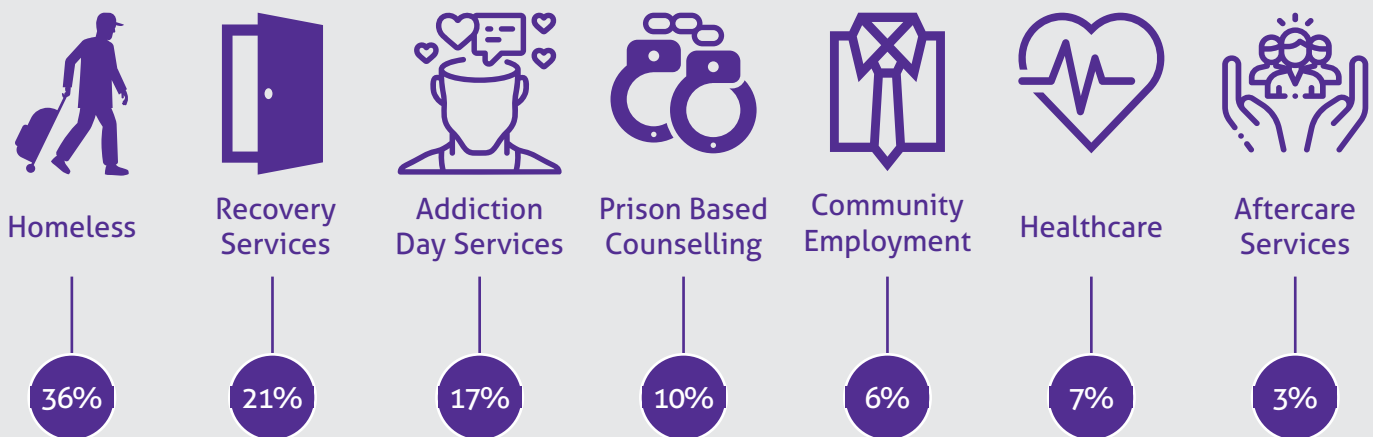 Homeless
Recovery
Services
Addiction
Day Services
Prison Based
Counselling
Community
Employment
Healthcare
Aftercare
Services
36%
21%
17%
10%
6%
7%
3%